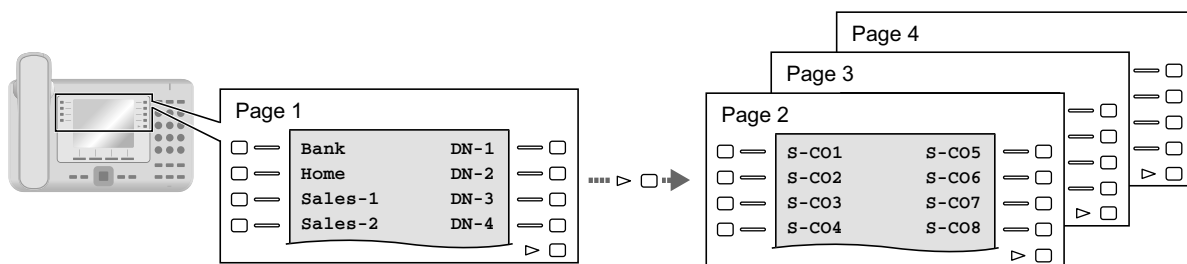 Page 1
Bank DN-1
Home DN-2
Sales-1 DN-3
Sales-2 DN-4
Page 2
S-CO1 S-CO5
S-CO2 S-CO6
S-CO3 S-CO7
S-CO4 S-CO8
Page 3
Page 4